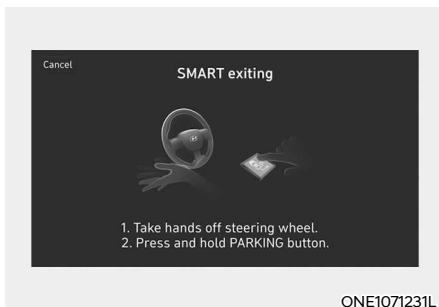 Cancel
SMART exiting
1. Take hands off steering wheel.
2. Press and hold PARKING button.
ONE1071231L